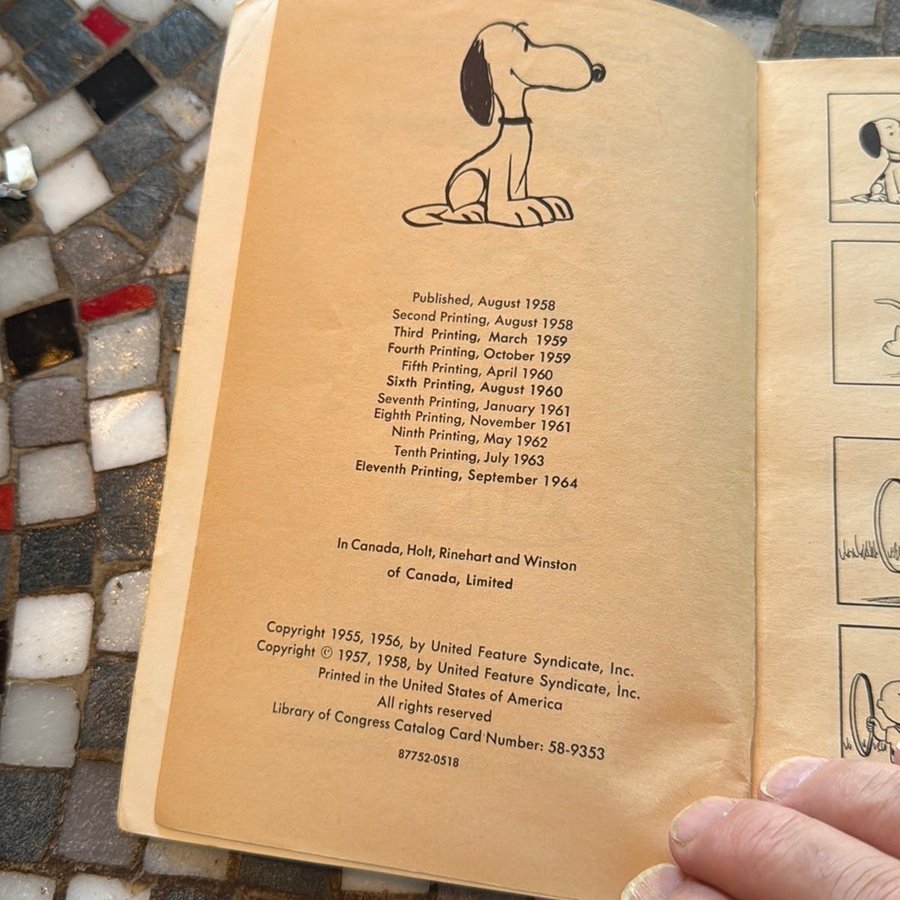 Published, August 1958
Second Printing, August 1958
Third Printing, March 1959
Fourth Printing, October 1959
Fifth Printing, April 1960
Sixth Printing, August 1960
Seventh Printing, January 1961
Eighth Printing, November 1961
Ninth Printing, May 1962
Tenth Printing, July 1963
Eleventh Printing, September 1964
In Canada, Holt, Rinehart and Winston
of Canada, Limited
Copyright 1955, 1956, by United Feature Syndicate, Inc.
Copyright © 1957, 1958, by United Feature Syndicate, Inc.
Printed in the United States of America
All rights reserved
Library of Congress Catalog Card Number: 58-9353
87752-0518